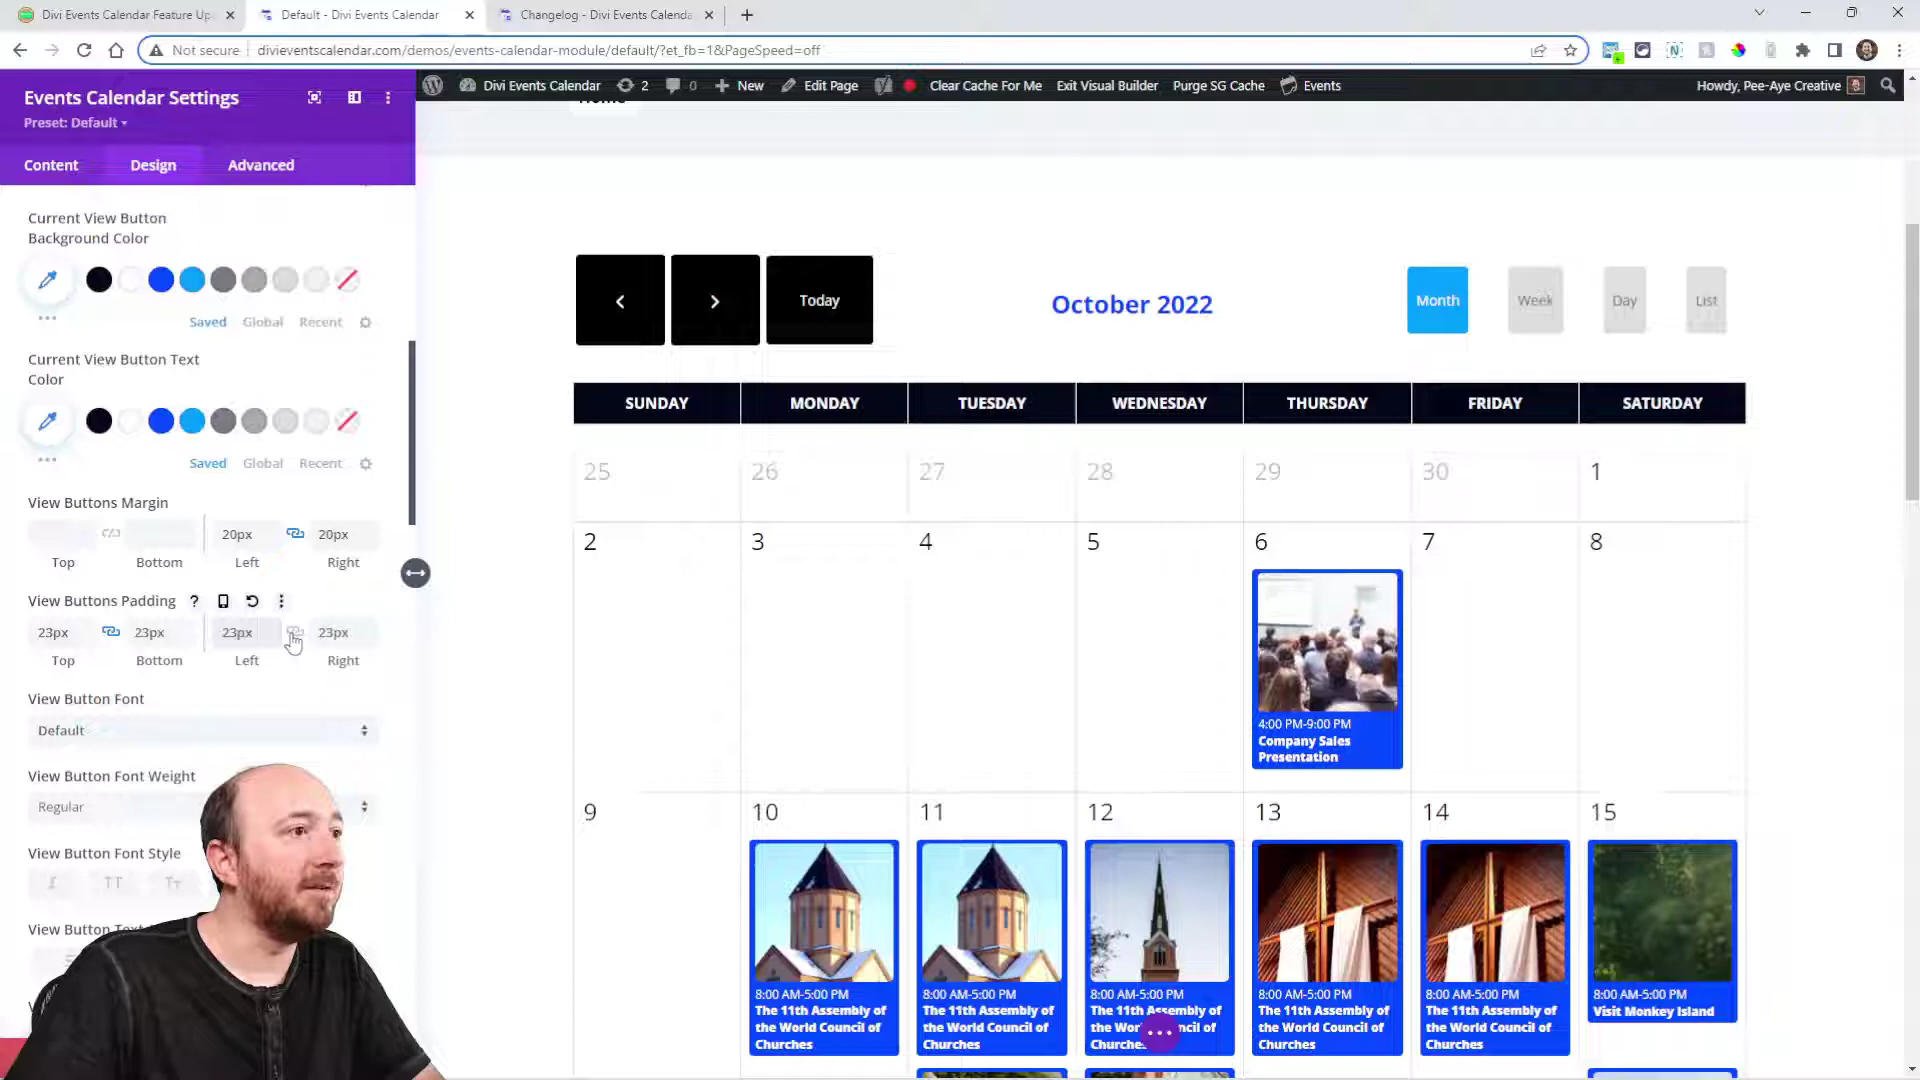 Divi Events Calendar Feature Up
Default - Divi Events Calendar
Changelog - Divi Events Calenda
Not secure
divieventscalendar.com/demos/events-calendar-module/default/?et_fb=1&PageSpeed=off
Divi Events Calendar
2
0
New
Edit Page
Clear Cache For Me
Exit Visual Builder
Purge SG Cache
Events
Howdy, Pee-Aye Creative
Events Calendar Settings
Preset: Default
Content
Design
Advanced
Current View Button
Background Color
Saved
Global
Recent
Current View Button Text
Color
Saved
Global
Recent
View Buttons Margin
20px
20px
Top
Bottom
Left
Right
View Buttons Padding
23px
23px
23px
23px
Top
Bottom
Left
Right
View Button Font
Default
View Button Font Weight
Regular
View Button Font Style
I TT Tт
View Button Text
Home
Today
October 2022
Month
Week
Day
List
SUNDAY MONDAY TUESDAY WEDNESDAY THURSDAY FRIDAY SATURDAY
25 26 27 28 29 30 1
2 3 4 5 6 7 8
4:00 PM-9:00 PM
Company Sales
Presentation
9 10 11 12 13 14 15
8:00 AM-5:00 PM
The 11th Assembly of
the World Council of
Churches
8:00 AM-5:00 PM
The 11th Assembly of
the World Council of
Churches
8:00 AM-5:00 PM
The 11th Assembly of
the World Council of
Churches
8:00 AM-5:00 PM
The 11th Assembly of
the World Council of
Churches
8:00 AM-5:00 PM
The 11th Assembly of
the World Council of
Churches
8:00 AM-5:00 PM
Visit Monkey Island